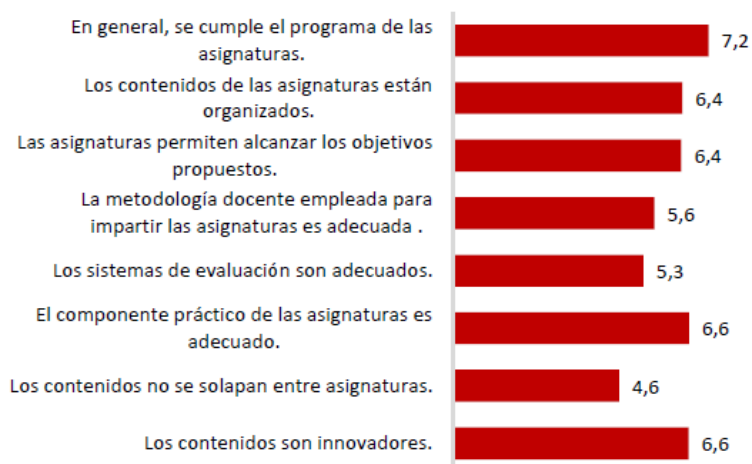 En general, se cumple el programa de las
asignaturas.
7,2
Los contenidos de las asignaturas están
organizados.
6,4
Las asignaturas permiten alcanzar los objetivos
propuestos.
6,4
La metodología docente empleada para
impartir las asignaturas es adecuada .
5,6
Los sistemas de evaluación son adecuados.
5,3
El componente práctico de las asignaturas es
adecuado.
6,6
Los contenidos no se solapan entre asignaturas.
4,6
Los contenidos son innovadores.
6,6